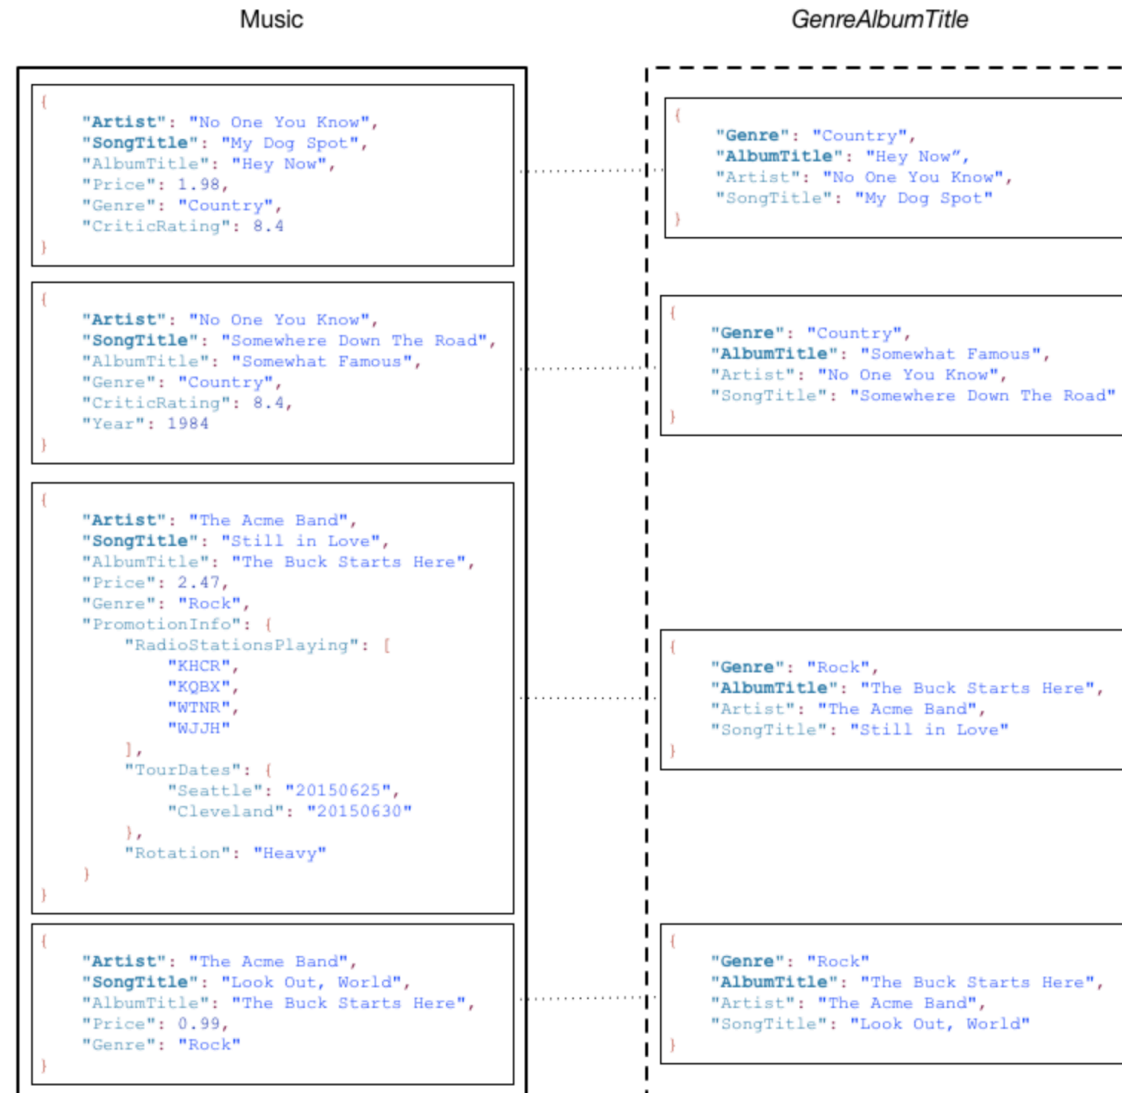 Music
{
"Artist": "No One You Know",
"SongTitle": "My Dog Spot",
"AlbumTitle": "Hey Now",
"Price": 1.98,
"Genre": "Country",
"CriticRating": 8.4
}
{
"Artist": "No One You Know",
"SongTitle": "Somewhere Down The Road",
"AlbumTitle": "Somewhat Famous",
"Genre": "Country",
"CriticRating": 8.4,
"Year": 1984
}
{
"Artist": "The Acme Band",
"SongTitle": "Still in Love",
"AlbumTitle": "The Buck Starts Here",
"Price": 2.47,
"Genre": "Rock",
"PromotionInfo": {
"RadioStationsPlaying": [
"KHCR",
"KQBX",
"WTNR",
"WJJH"
],
"TourDates": {
"Seattle": "20150625",
"Cleveland": "20150630"
},
"Rotation": "Heavy"
}
}
{
"Artist": "The Acme Band",
"SongTitle": "Look Out, World",
"AlbumTitle": "The Buck Starts Here",
"Price": 0.99,
"Genre": "Rock"
}
GenreAlbumTitle
{
"Genre": "Country",
"AlbumTitle": "Hey Now”,
"Artist": "No One You Know",
"SongTitle": "My Dog Spot"
}
{
"Genre": "Country",
"AlbumTitle": "Somewhat Famous",
"Artist": "No One You Know",
"SongTitle": "Somewhere Down The Road"
}
{
"Genre": "Rock",
"AlbumTitle": "The Buck Starts Here",
"Artist": "The Acme Band",
"SongTitle": "Still in Love"
}
{
"Genre": "Rock"
"AlbumTitle": "The Buck Starts Here",
"Artist": "The Acme Band",
"SongTitle": "Look Out, World"
}